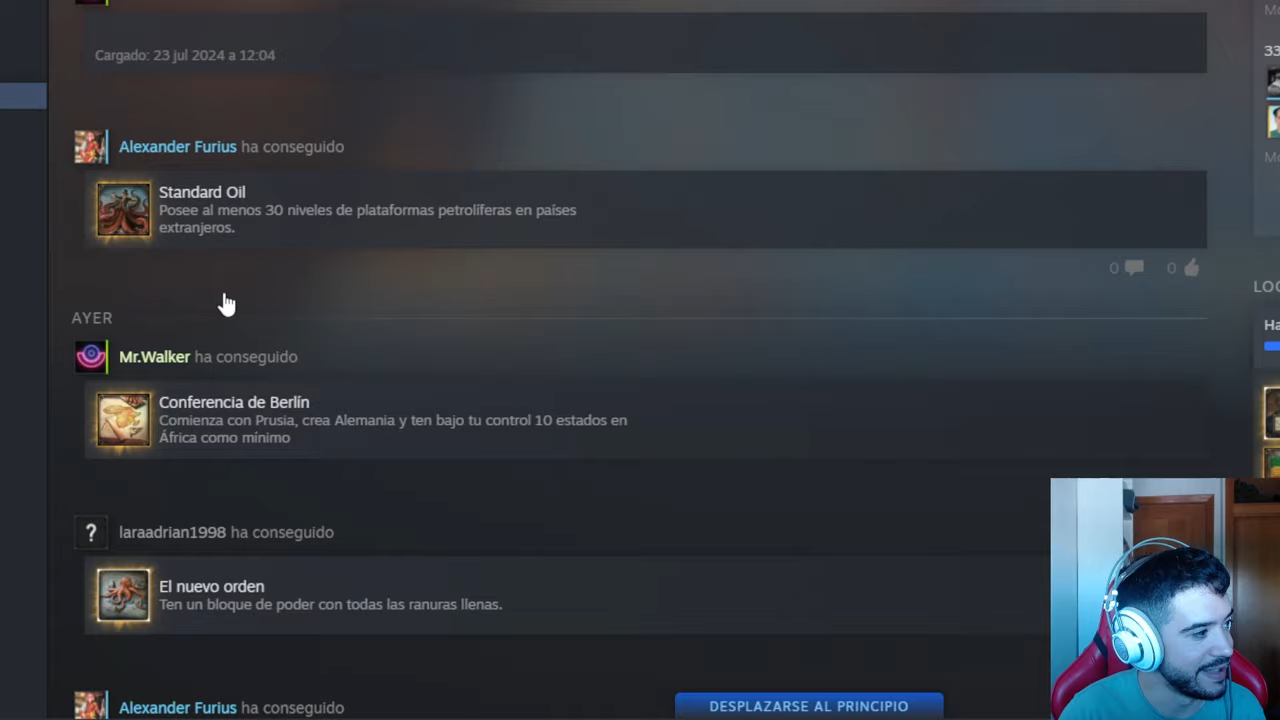 Cargado: 23 jul 2024 a 12:04
33
Alexander Furius ha conseguido
Standard Oil
Posee al menos 30 niveles de plataformas petrolíferas en países
extranjeros.
0 0
AYER
Mr.Walker ha conseguido
Conferencia de Berlín
Comienza con Prusia, crea Alemania y ten bajo tu control 10 estados en
África como mínimo
?
laraadrian1998 ha conseguido
El nuevo orden
Ten un bloque de poder con todas las ranuras llenas.
Alexander Furius ha conseguido
DESPLAZARSE AL PRINCIPIO